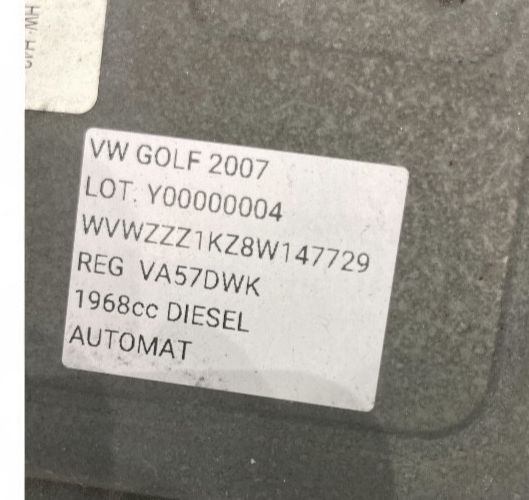 VW GOLF 2007
LOT: Y00000004
WVWZZZ1KZ8W147729
REG VA57DWK
1968cc DIESEL
AUTOMAT